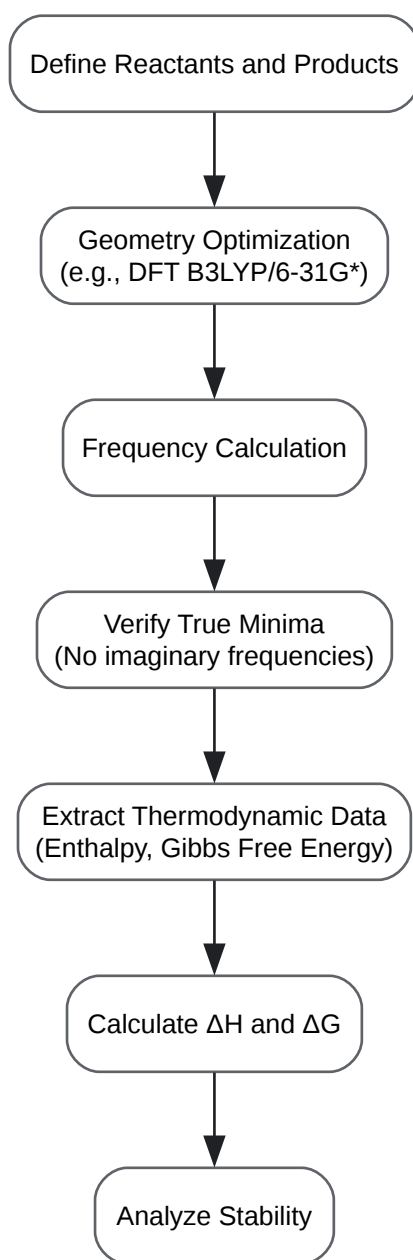 Define Reactants and Products
Geometry Optimization
(e.g., DFT B3LYP/6-31G*)
Frequency Calculation
Verify True Minima
(No imaginary frequencies)
Extract Thermodynamic Data
(Enthalpy, Gibbs Free Energy)
Calculate ΔH and ΔG
Analyze Stability